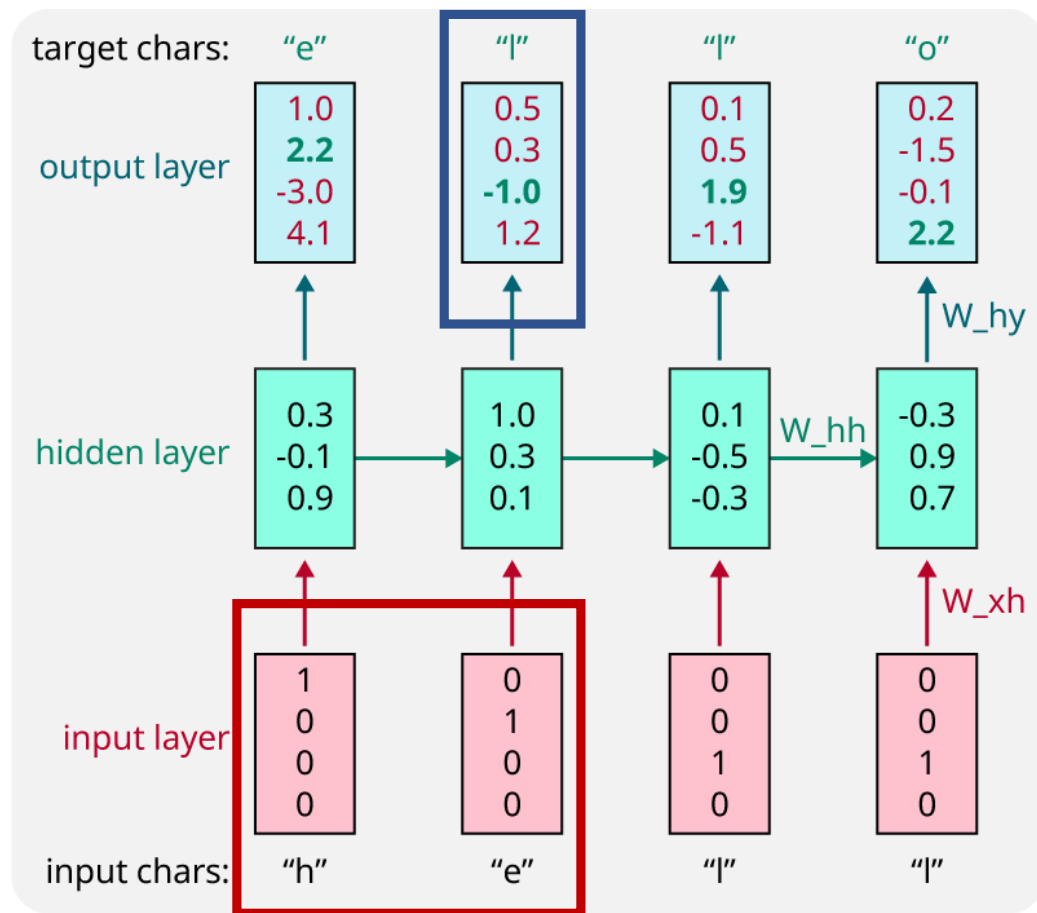 target chars: “e” “l” “l” “o”
1.0 0.5 0.1 0.2
output layer 2.2 0.3 0.5 -1.5
-3.0 -1.0 1.9 -0.1
4.1 1.2 -1.1 2.2
W_hy
0.3 1.0 0.1 -0.3
hidden layer -0.1 0.3 -0.5 W_hh 0.9
0.9 0.1 -0.3 0.7
W_xh
1 0 0 0
input layer 0 1 0 0
0 0 1 1
0 0 0 0
input chars: “h” “e” “l” “l”